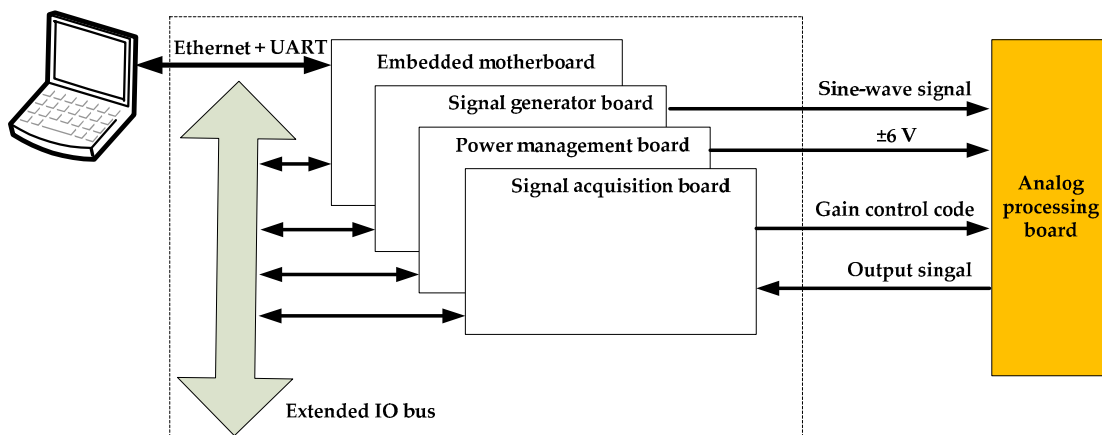 Ethernet + UART
Embedded motherboard
Signal generator board
Power management board
Signal acquisition board
Extended IO bus
Sine-wave signal
±6 V
Gain control code
Output singal
Analog
processing
board